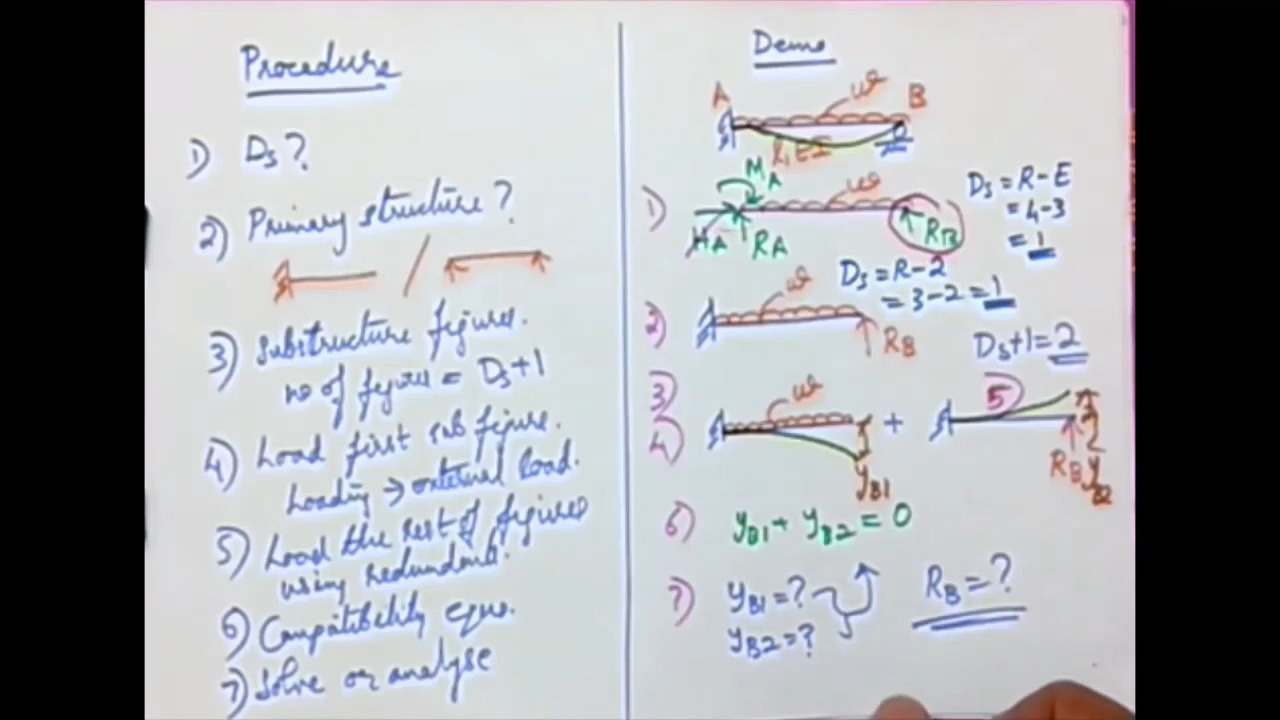 Procedure
1) Ds ?
2) Primary structure ?
/
3) Substructure figures.
no of figures = Ds+1
4) Load first sub figure.
Loading → external load.
5) Load the rest of figures
using redundant.
6) Compatibility eqns.
7) Solve or analyse
Demo
A w B
L, EI
1) MA w
HA RA RB
Ds = R-E
= 4-3
= 1
Ds = R-2
= 3-2 = 1
2) w
RB
Ds+1 = 2
3) w 5)
4) +
yB1 RB yB2
6) yB1 + yB2 = 0
7) yB1 = ?
yB2 = ?
RB = ?